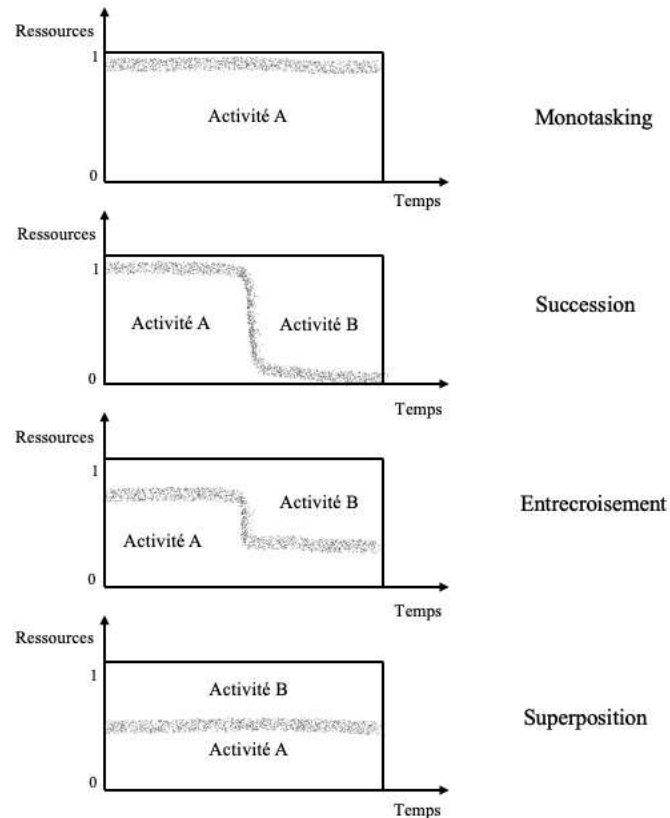 Ressources
1
Activité A
Monotasking
0
Temps
Ressources
1
Activité A
Activité B
Succession
0
Temps
Ressources
1
Activité B
Entrecroisement
Activité A
0
Temps
Ressources
1
Activité B
Superposition
Activité A
0
Temps